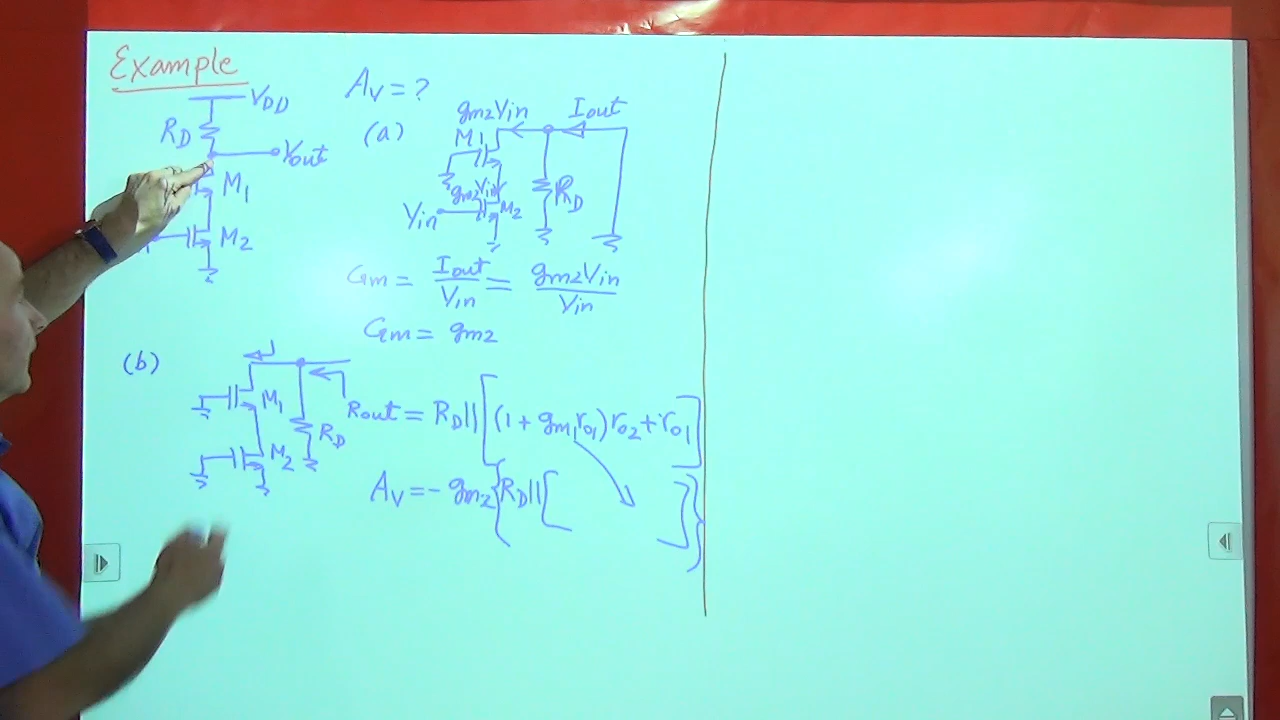 Example
VDD
RD
Vout
M1
M2
Av = ?
(a)
gm2Vin
Iout
M1
gm2Vin
RD
Vin
M2
Gm = Iout/Vin = gm2Vin/Vin
Gm = gm2
(b)
M1
RD
M2
Rout = RD||[(1 + gm1ro1)ro2 + ro1]
Av = - gm2{RD||[ ]}